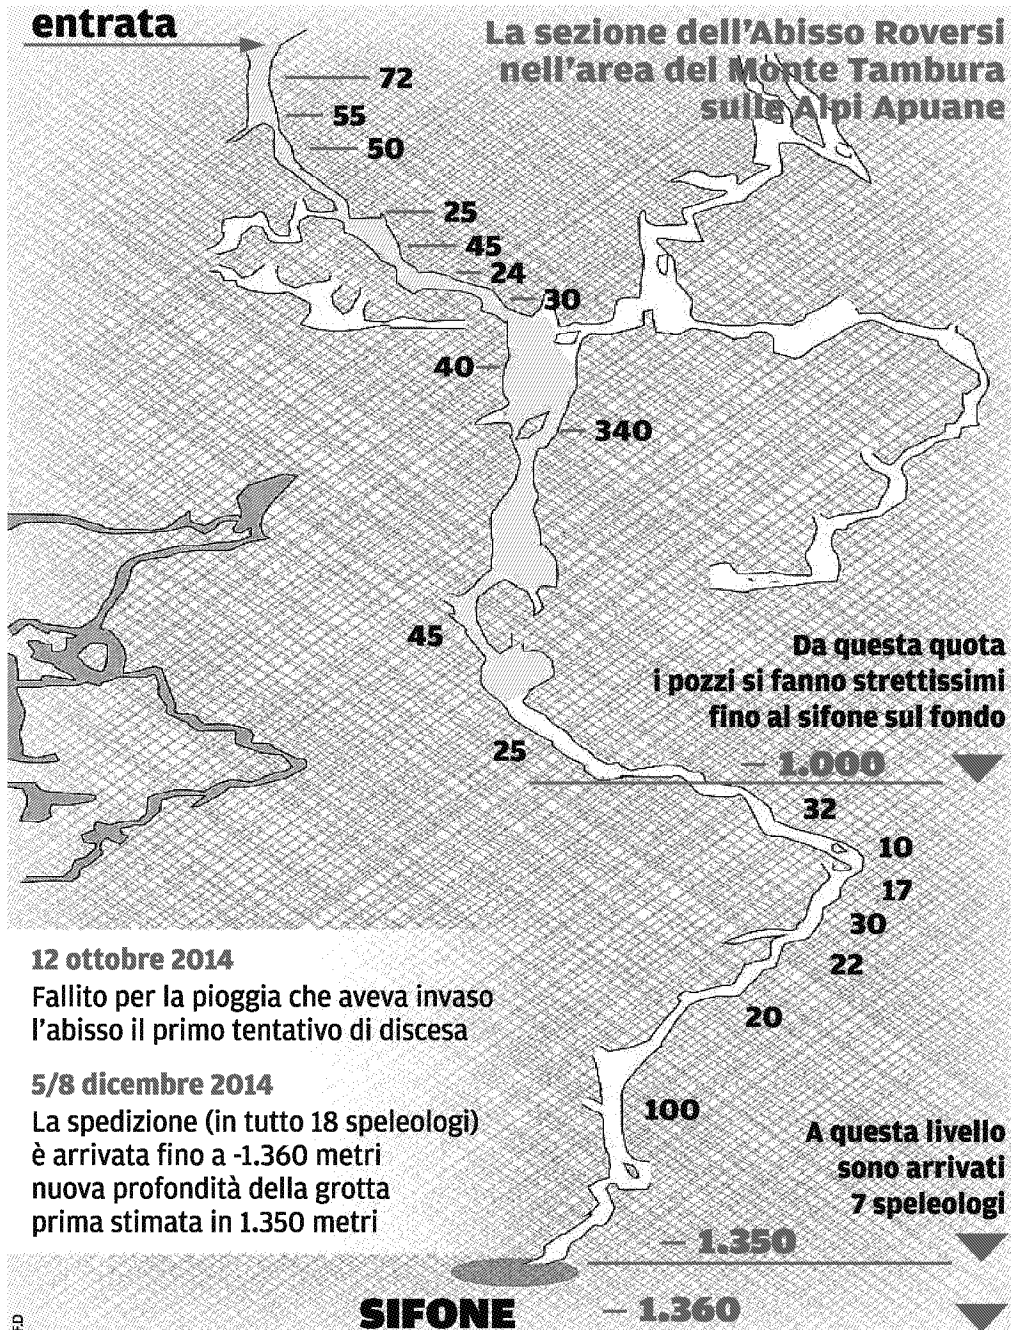 entrata
La sezione dell'Abisso Roversi
nell'area del Monte Tambura
sulle Alpi Apuane
72
55
50
25
45
24
30
40
340
45
Da questa quota
i pozzi si fanno strettissimi
fino al sifone sul fondo
25
– 1.000
32
10
17
30
22
20
12 ottobre 2014
Fallito per la pioggia che aveva invaso
l'abisso il primo tentativo di discesa
5/8 dicembre 2014
La spedizione (in tutto 18 speleologi)
è arrivata fino a -1.360 metri
nuova profondità della grotta
prima stimata in 1.350 metri
100
A questa livello
sono arrivati
7 speleologi
– 1.350
SIFONE
– 1.360